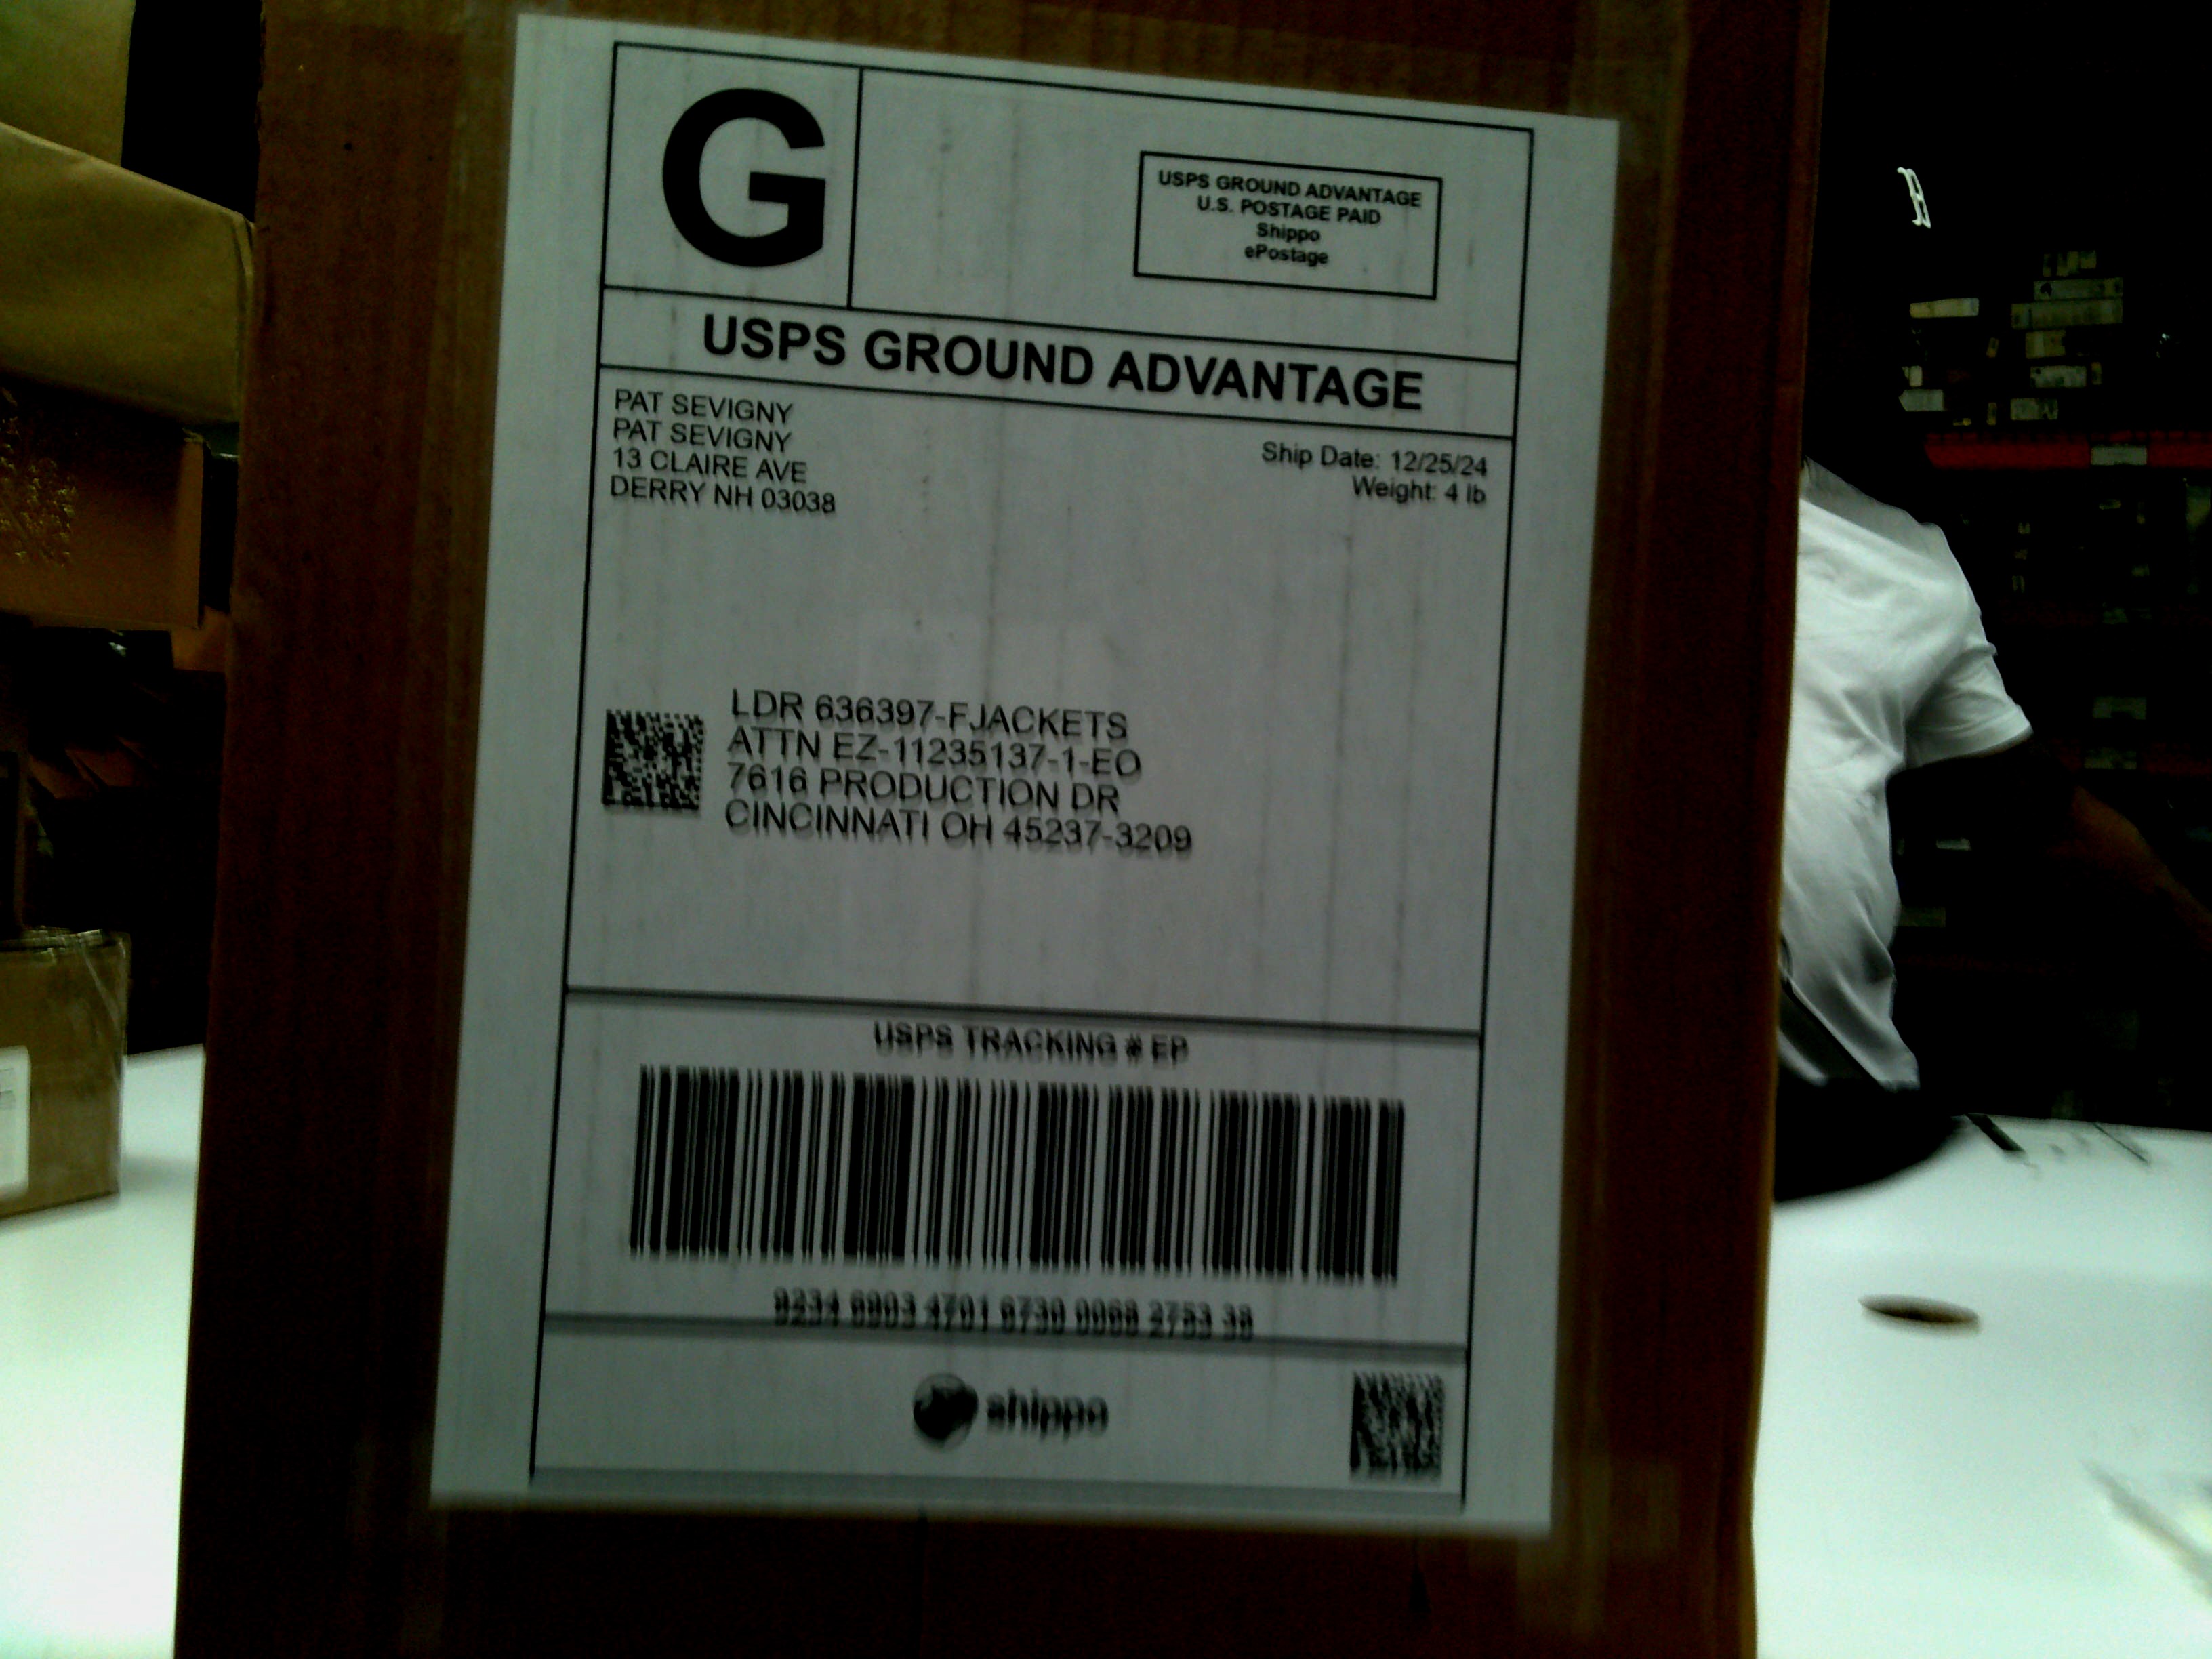 G
USPS GROUND ADVANTAGE
U.S. POSTAGE PAID
Shippo
ePostage
USPS GROUND ADVANTAGE
PAT SEVIGNY
PAT SEVIGNY
13 CLAIRE AVE
DERRY NH 03038
Ship Date: 12/25/24
Weight: 4 lb
LDR 636397-FJACKETS
ATTN EZ-11235137-1-EO
7616 PRODUCTION DR
CINCINNATI OH 45237-3209
USPS TRACKING # EP
9234 6903 4701 6730 0068 2753 38
shippo